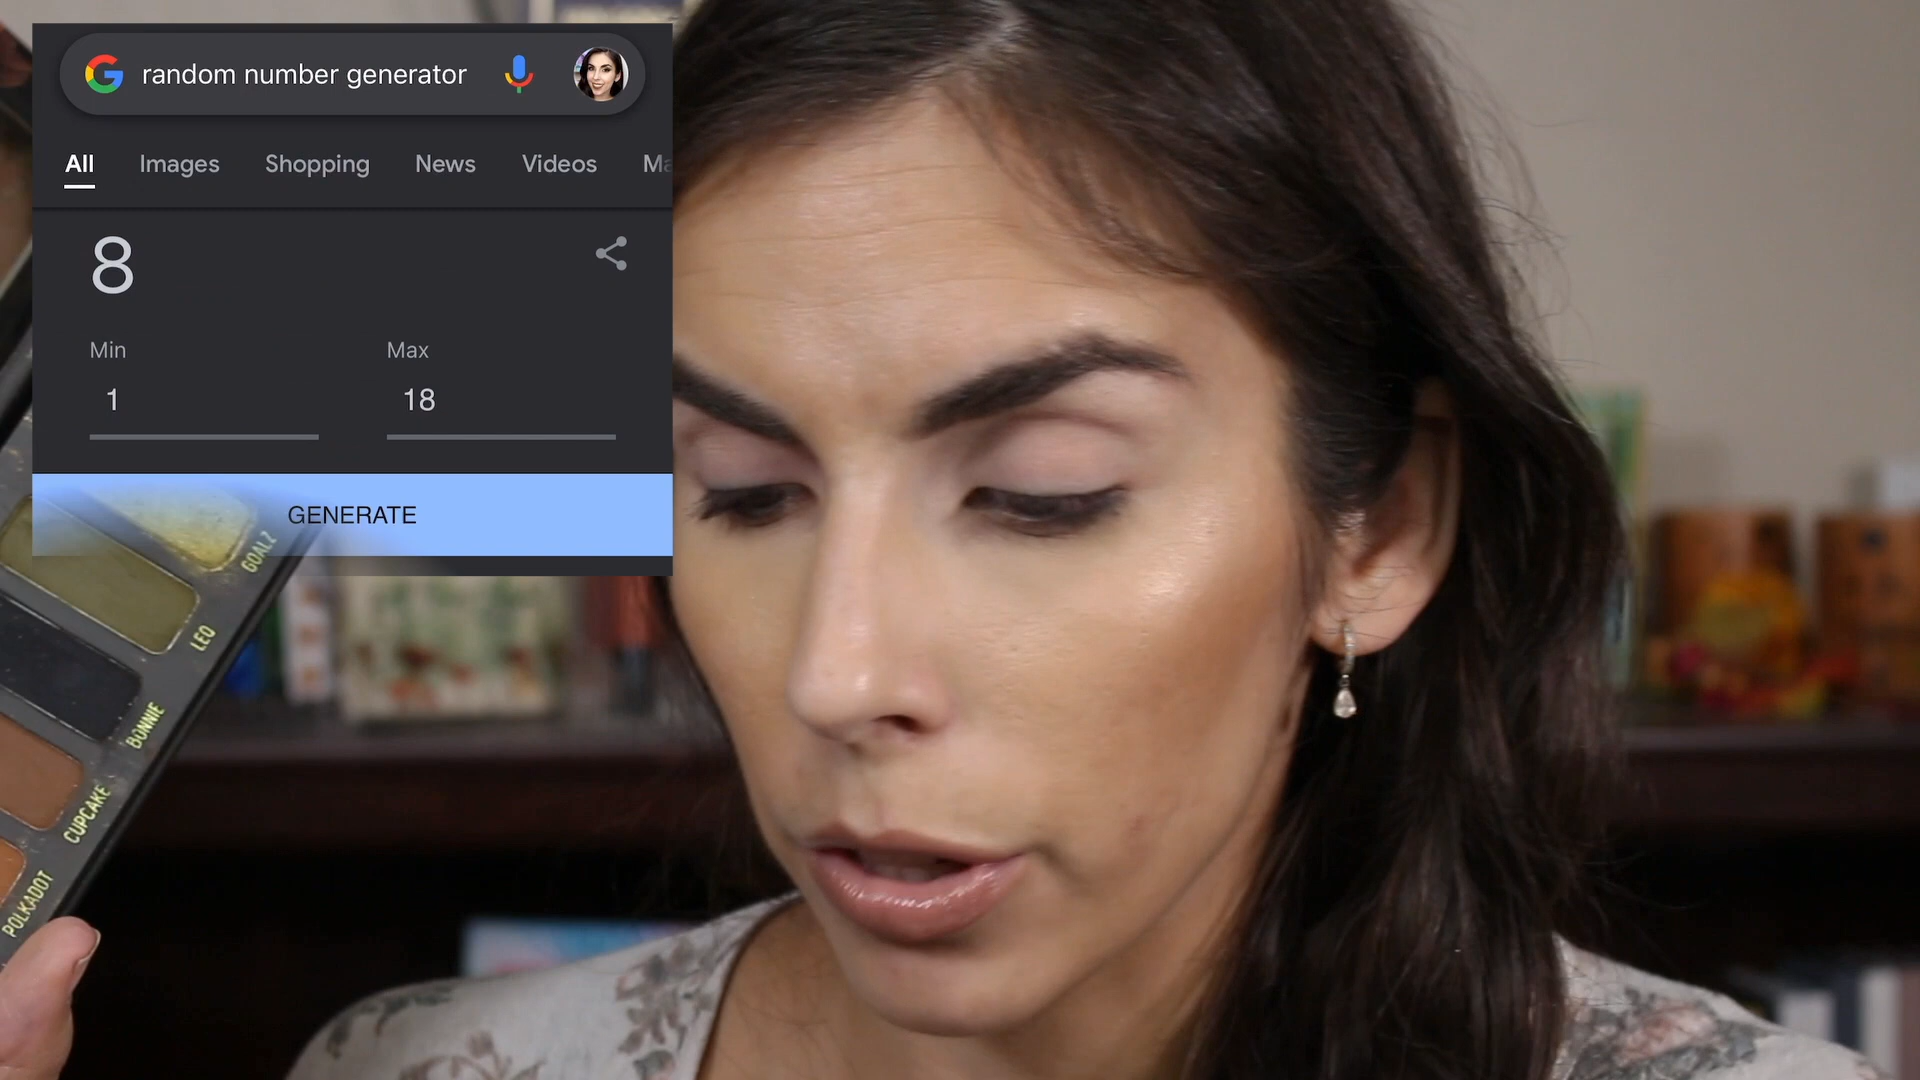 random number generator
All Images Shopping News Videos Ma
8
Min Max
1 18
GENERATE
GOALZ
LEO
BONNIE
CUPCAKE
POLKADOT